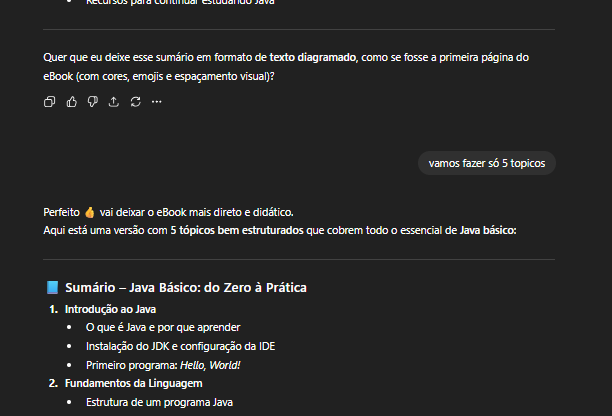 Recursos para continuar estudando Java
Quer que eu deixe esse sumário em formato de texto diagramado, como se fosse a primeira página do
eBook (com cores, emojis e espaçamento visual)?
vamos fazer só 5 topicos
Perfeito 👍 vai deixar o eBook mais direto e didático.
Aqui está uma versão com 5 tópicos bem estruturados que cobrem todo o essencial de Java básico:
📘 Sumário – Java Básico: do Zero à Prática
1. Introdução ao Java
• O que é Java e por que aprender
• Instalação do JDK e configuração da IDE
• Primeiro programa: Hello, World!
2. Fundamentos da Linguagem
• Estrutura de um programa Java